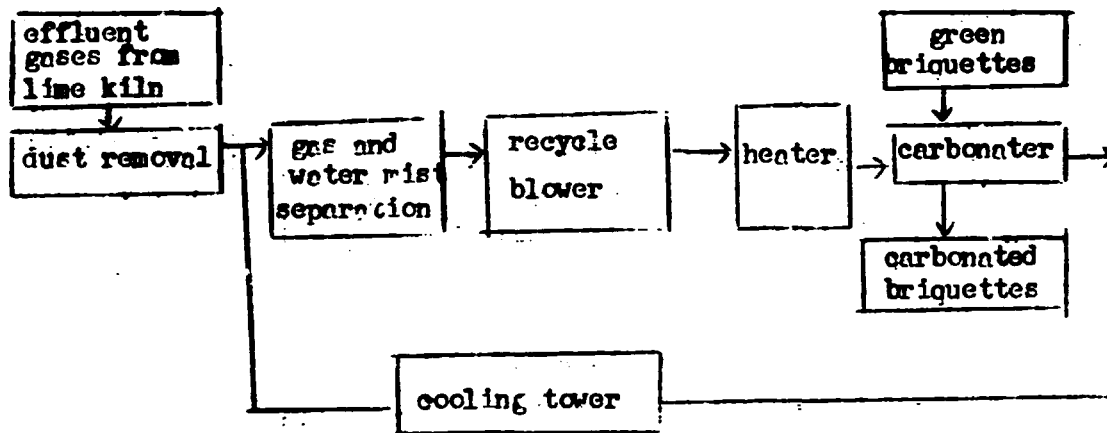 effluent
gases from
lime kiln
green
briquettes
dust removal
gas and
water mist
separation
recycle
blower
heater
carbonater
carbonated
briquettes
cooling tower